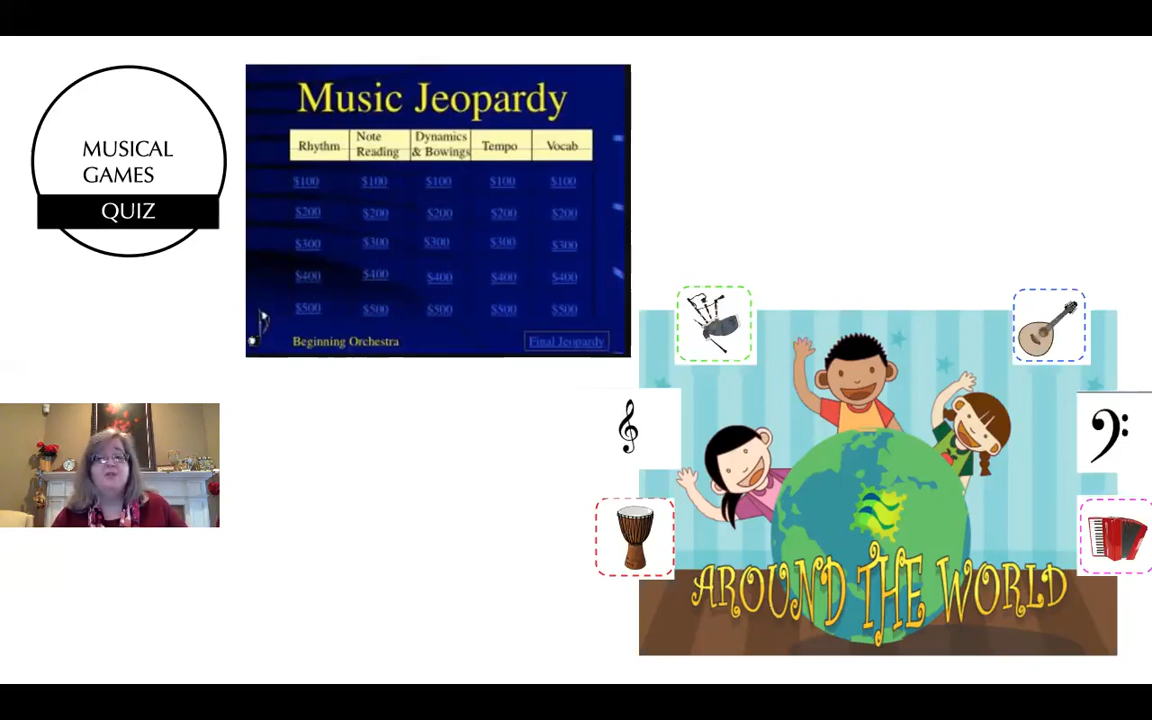 MUSICAL
GAMES
QUIZ
Music Jeopardy
Rhythm Note Reading Dynamics & Bowings Tempo Vocab
$100 $100 $100 $100 $100
$200 $200 $200 $200 $200
$300 $300 $300 $300 $300
$400 $400 $400 $400 $400
$500 $500 $500 $500 $500
Beginning Orchestra Final Jeopardy
AROUND THE WORLD